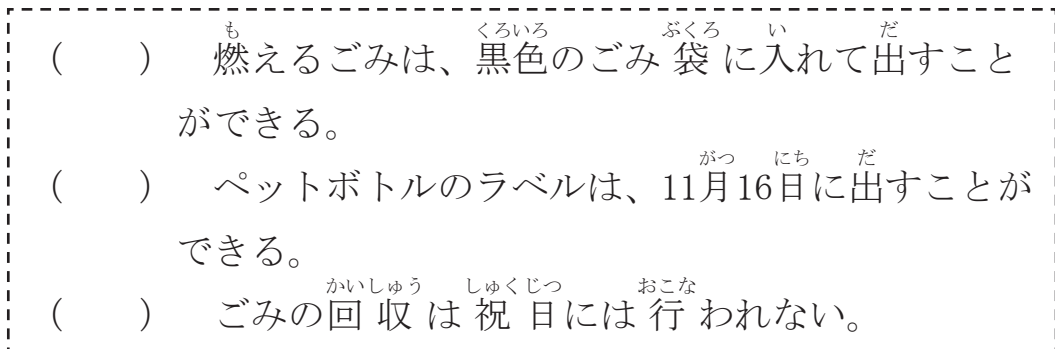 (　　)　燃えるごみは、黒色のごみ袋に入れて出すこと
ができる。
(　　)　ペットボトルのラベルは、11月16日に出すことが
できる。
(　　)　ごみの回収は祝日には行われない。